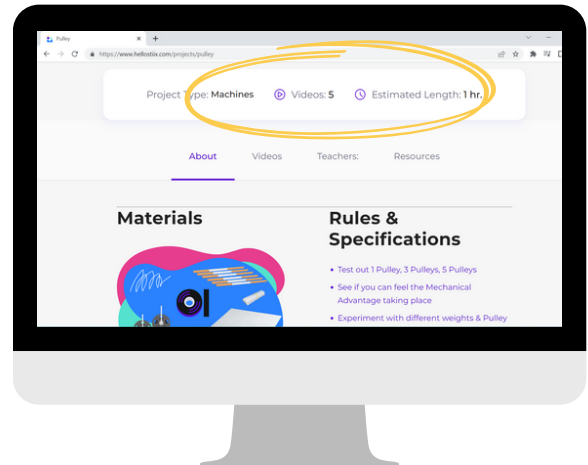 Pulley
https://www.hellostiix.com/projects/pulley
Project Type: Machines Videos: 5 Estimated Length: 1 hr.
About Videos Teachers: Resources
Materials
Rules &
Specifications
Test out 1 Pulley, 3 Pulleys, 5 Pulleys
See if you can feel the Mechanical
Advantage taking place
Experiment with different weights & Pulley